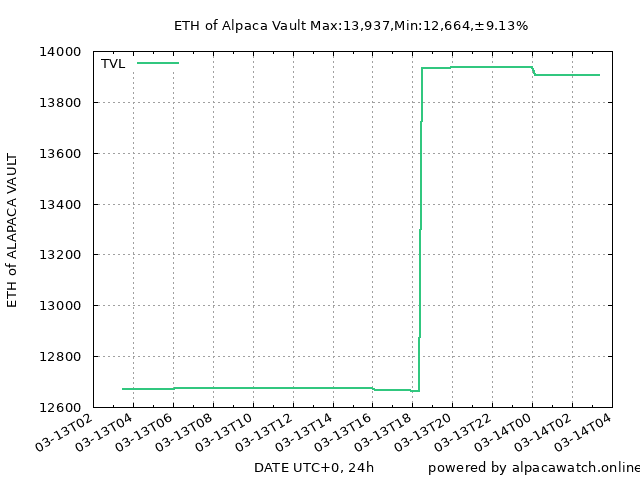 ETH of Alpaca Vault Max:13,937,Min:12,664,±9.13%
TVL
14000
13800
13600
13400
13200
13000
12800
12600
ETH of ALAPACA VAULT
03-13T02
03-13T04
03-13T06
03-13T08
03-13T10
03-13T12
03-13T14
03-13T16
03-13T18
03-13T20
03-13T22
03-14T00
03-14T02
03-14T04
DATE UTC+0, 24h
powered by alpacawatch.online